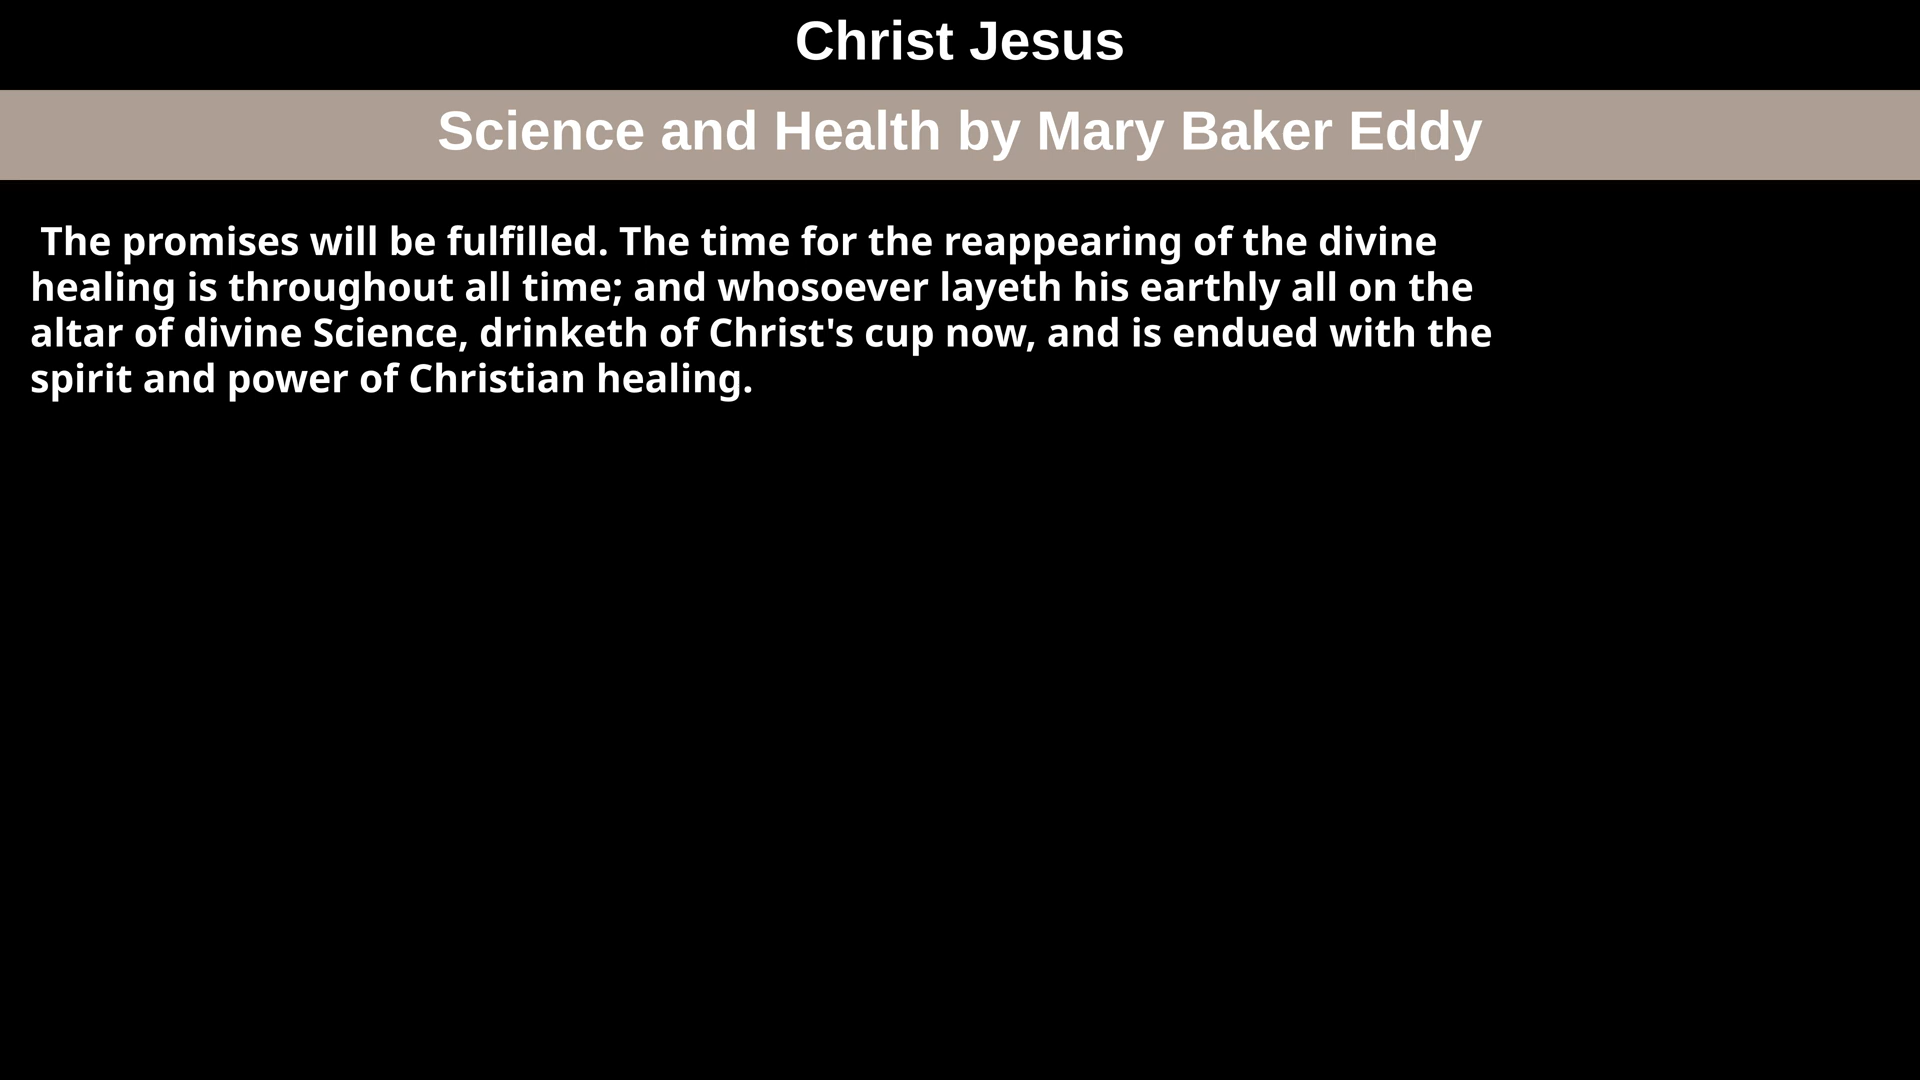 Christ Jesus
Science and Health by Mary Baker Eddy
The promises will be fulfilled. The time for the reappearing of the divine
healing is throughout all time; and whosoever layeth his earthly all on the
altar of divine Science, drinketh of Christ's cup now, and is endued with the
spirit and power of Christian healing.